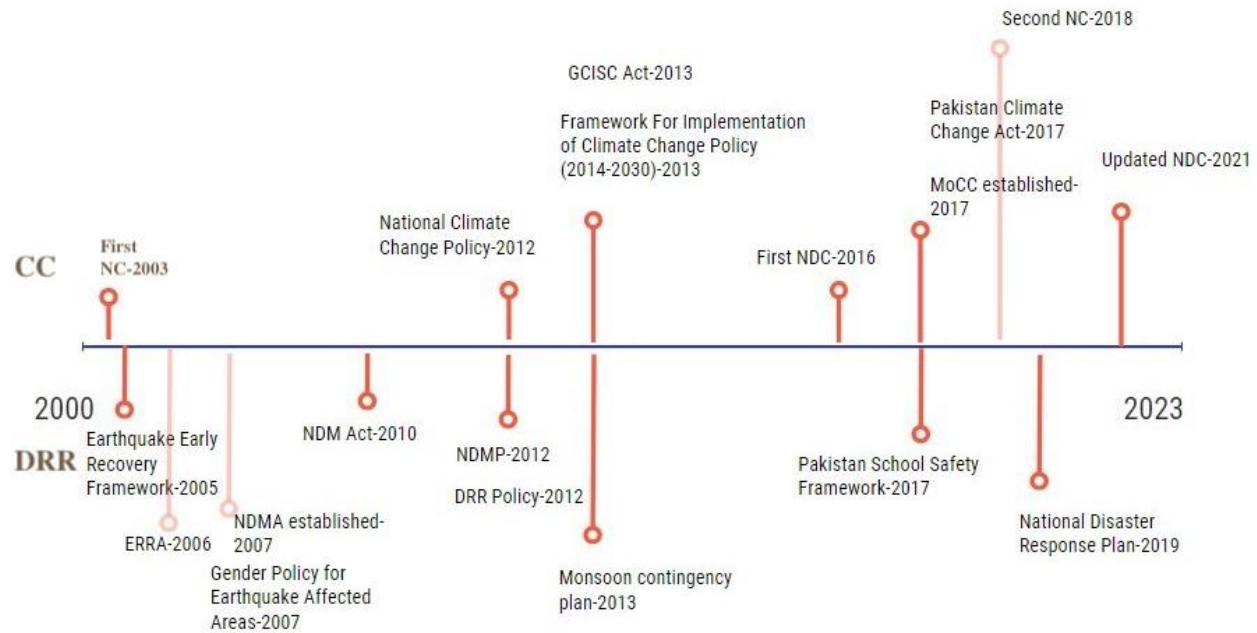 Second NC-2018
GCISC Act-2013
Framework For Implementation
of Climate Change Policy
(2014-2030)-2013
Pakistan Climate
Change Act-2017
Updated NDC-2021
MoCC established-
2017
National Climate
Change Policy-2012
First NDC-2016
First
NC-2003
CC
2000
2023
DRR
Earthquake Early
Recovery
Framework-2005
NDM Act-2010
NDMP-2012
DRR Policy-2012
Pakistan School Safety
Framework-2017
ERRA-2006
NDMA established-
2007
Gender Policy for
Earthquake Affected
Areas-2007
Monsoon contingency
plan-2013
National Disaster
Response Plan-2019